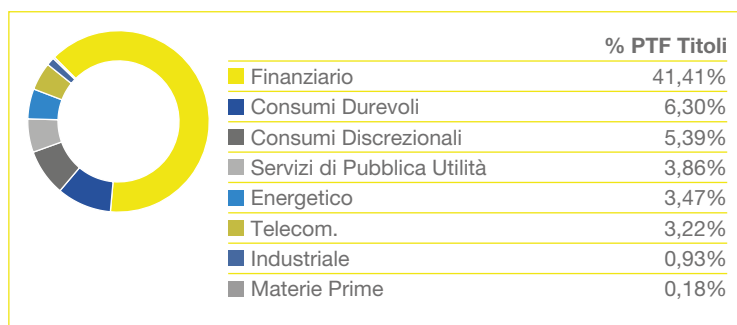 % PTF Titoli
Finanziario 41,41%
Consumi Durevoli 6,30%
Consumi Discrezionali 5,39%
Servizi di Pubblica Utilità 3,86%
Energetico 3,47%
Telecom. 3,22%
Industriale 0,93%
Materie Prime 0,18%